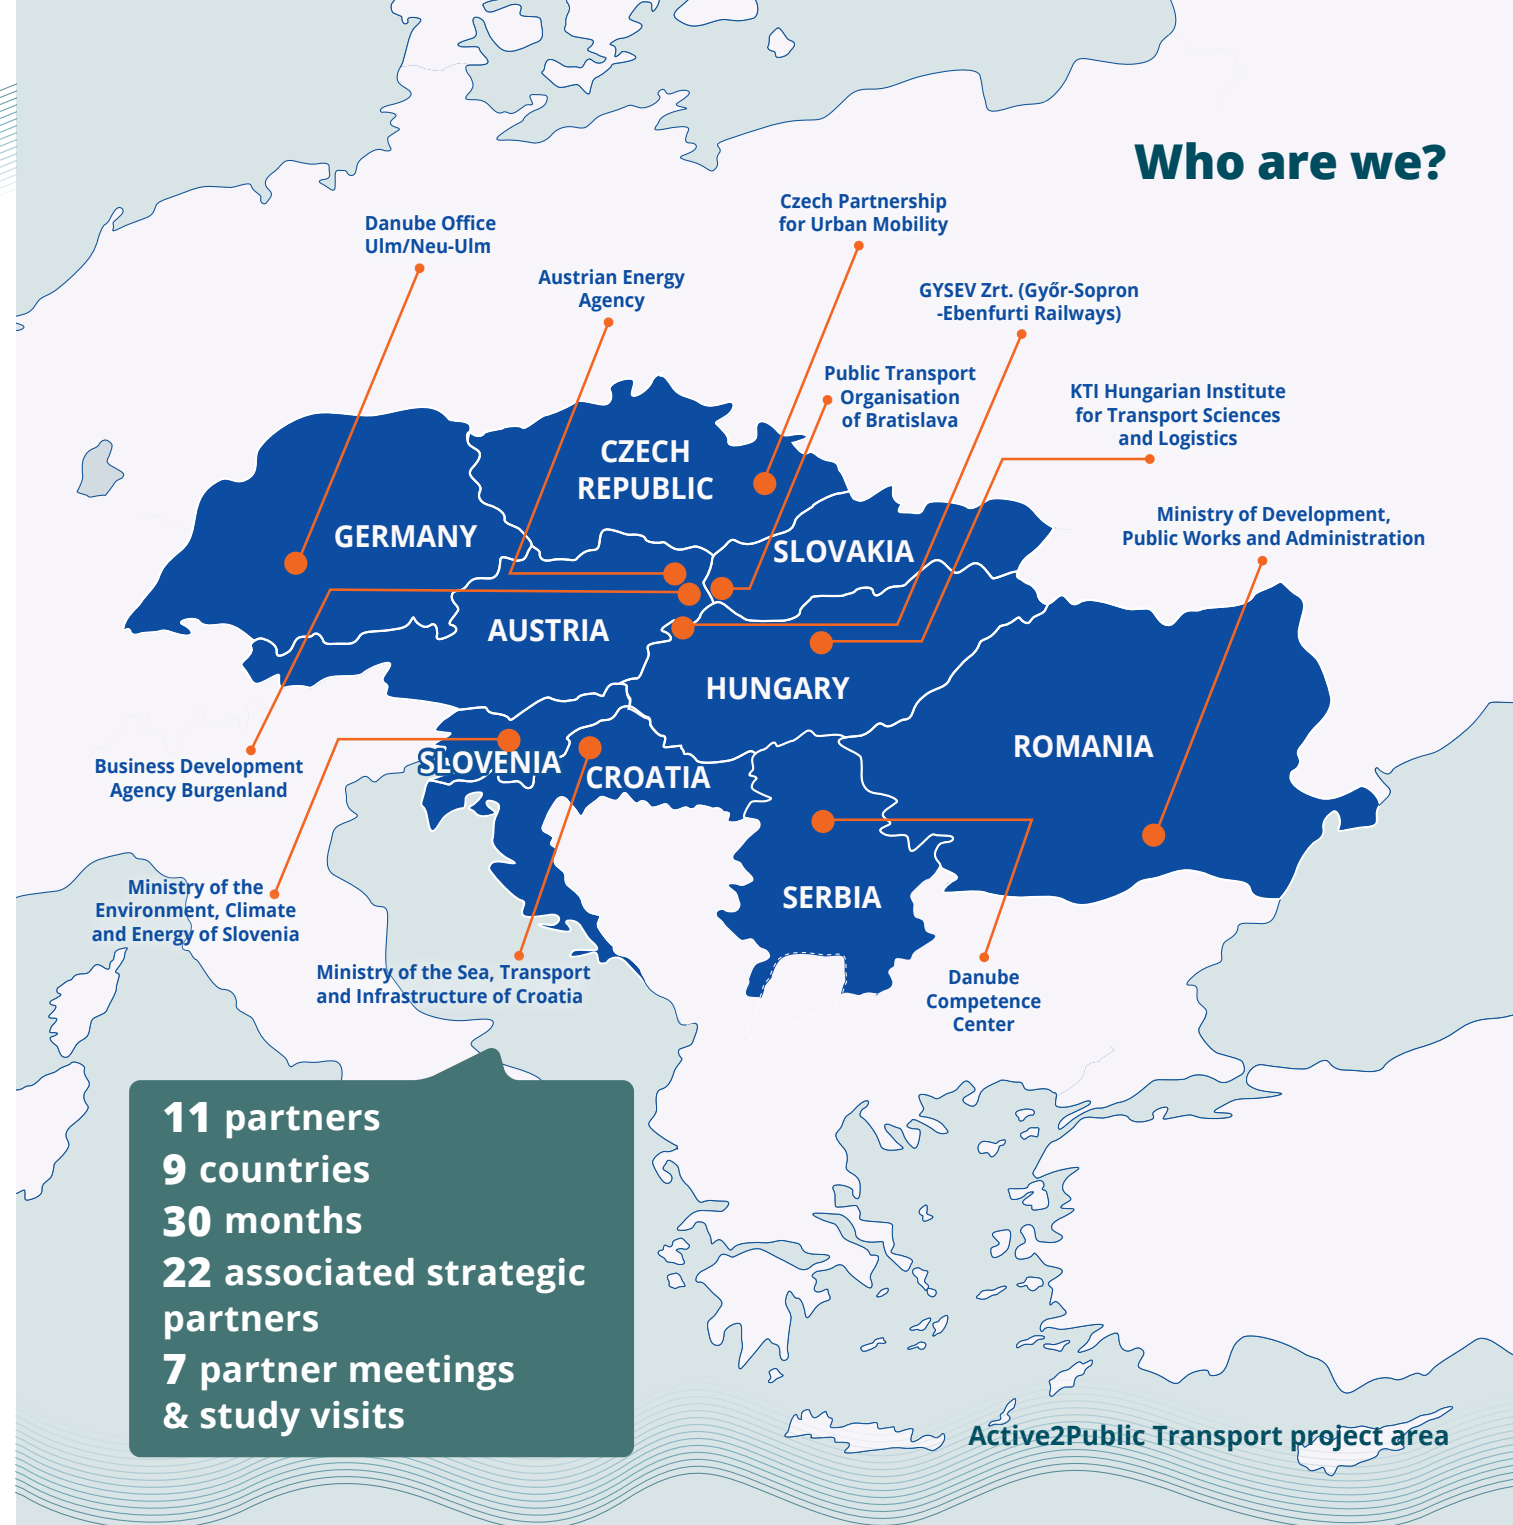 Who are we?
Danube Office
Ulm/Neu-Ulm
Austrian Energy
Agency
Czech Partnership
for Urban Mobility
GYSEV Zrt. (Győr-Sopron
-Ebenfurti Railways)
Public Transport
Organisation
of Bratislava
KTI Hungarian Institute
for Transport Sciences
and Logistics
Ministry of Development,
Public Works and Administration
CZECH
REPUBLIC
GERMANY
SLOVAKIA
AUSTRIA
HUNGARY
ROMANIA
SLOVENIA
CROATIA
SERBIA
Business Development
Agency Burgenland
Ministry of the
Environment, Climate
and Energy of Slovenia
Ministry of the Sea, Transport
and Infrastructure of Croatia
Danube
Competence
Center
11 partners
9 countries
30 months
22 associated strategic
partners
7 partner meetings
& study visits
Active2Public Transport project area